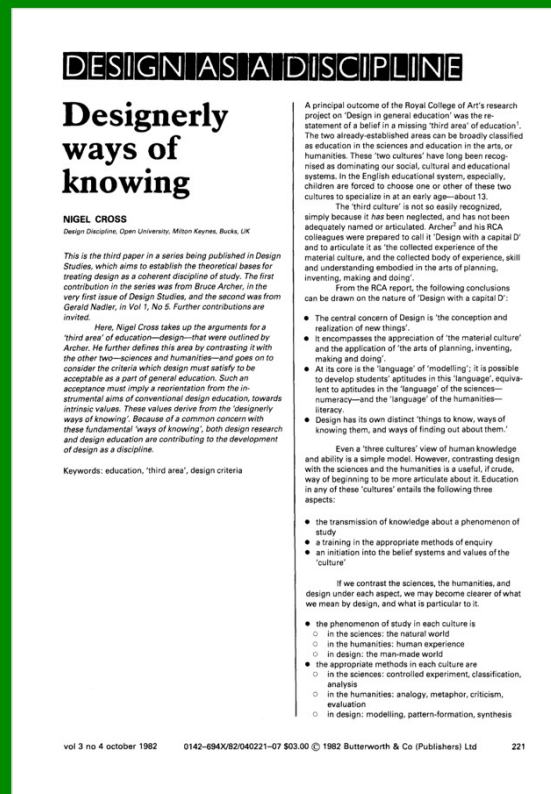 DESIGN AS A DISCIPLINE
Designerly
ways of
knowing
NIGEL CROSS
Design Discipline, Open University, Milton Keynes, Bucks, UK
This is the third paper in a series being published in Design
Studies, which aims to establish the theoretical bases for
treating design as a coherent discipline of study. The first
contribution in the series was from Bruce Archer, in the
very first issue of Design Studies, and the second was from
Gerald Nadler, in Vol 1, No 5. Further contributions are
invited.
Here, Nigel Cross takes up the arguments for a
'third area' of education—design—that were outlined by
Archer. He further defines this area by contrasting it with
the other two—sciences and humanities—and goes on to
consider the criteria which design must satisfy to be
acceptable as a part of general education. Such an
acceptance must imply a reorientation from the in-
strumental aims of conventional design education, towards
intrinsic values. These values derive from the 'designerly
ways of knowing'. Because of a common concern with
these fundamental 'ways of knowing', both design research
and design education are contributing to the development
of design as a discipline.
Keywords: education, 'third area', design criteria
A principal outcome of the Royal College of Art's research
project on 'Design in general education' was the re-
statement of a belief in a missing 'third area' of education1.
The two already-established areas can be broadly classified
as education in the sciences and education in the arts, or
humanities. These 'two cultures' have long been recog-
nised as dominating our social, cultural and educational
systems. In the English educational system, especially,
children are forced to choose one or other of these two
cultures to specialize in at an early age—about 13.
The 'third culture' is not so easily recognized,
simply because it has been neglected, and has not been
adequately named or articulated. Archer2 and his RCA
colleagues were prepared to call it 'Design with a capital D'
and to articulate it as 'the collected experience of the
material culture, and the collected body of experience, skill
and understanding embodied in the arts of planning,
inventing, making and doing'.
From the RCA report, the following conclusions
can be drawn on the nature of 'Design with a capital D':
● The central concern of Design is 'the conception and
realization of new things'.
● It encompasses the appreciation of 'the material culture'
and the application of 'the arts of planning, inventing,
making and doing'.
● At its core is the 'language' of 'modelling'; it is possible
to develop students' aptitudes in this 'language', equiva-
lent to aptitudes in the 'language' of the sciences—
numeracy—and the 'language' of the humanities—
literacy.
● Design has its own distinct 'things to know, ways of
knowing them, and ways of finding out about them.'
Even a 'three cultures' view of human knowledge
and ability is a simple model. However, contrasting design
with the sciences and the humanities is a useful, if crude,
way of beginning to be more articulate about it. Education
in any of these 'cultures' entails the following three
aspects:
● the transmission of knowledge about a phenomenon of
study
● a training in the appropriate methods of enquiry
● an initiation into the belief systems and values of the
'culture'
If we contrast the sciences, the humanities, and
design under each aspect, we may become clearer of what
we mean by design, and what is particular to it.
● the phenomenon of study in each culture is
○ in the sciences: the natural world
○ in the humanities: human experience
○ in design: the man-made world
● the appropriate methods in each culture are
○ in the sciences: controlled experiment, classification,
analysis
○ in the humanities: analogy, metaphor, criticism,
evaluation
○ in design: modelling, pattern-formation, synthesis
vol 3 no 4 october 1982 0142–694X/82/040221–07 $03.00 © 1982 Butterworth & Co (Publishers) Ltd 221